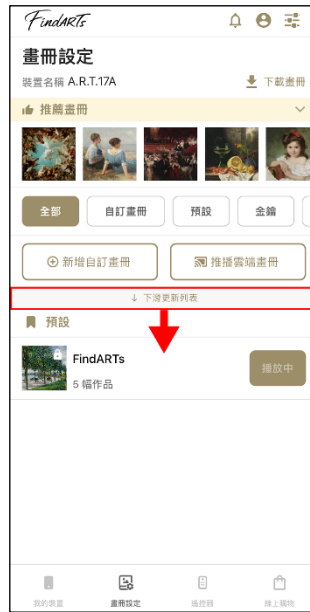 FindARTs
畫冊設定
裝置名稱 A.R.T.17A
下載畫冊
推薦畫冊
全部
自訂畫冊
預設
金鑰
新增自訂畫冊
推播雲端畫冊
↓ 下滑更新列表
預設
FindARTs
5 幅作品
播放中
我的裝置
畫冊設定
遙控器
線上購物